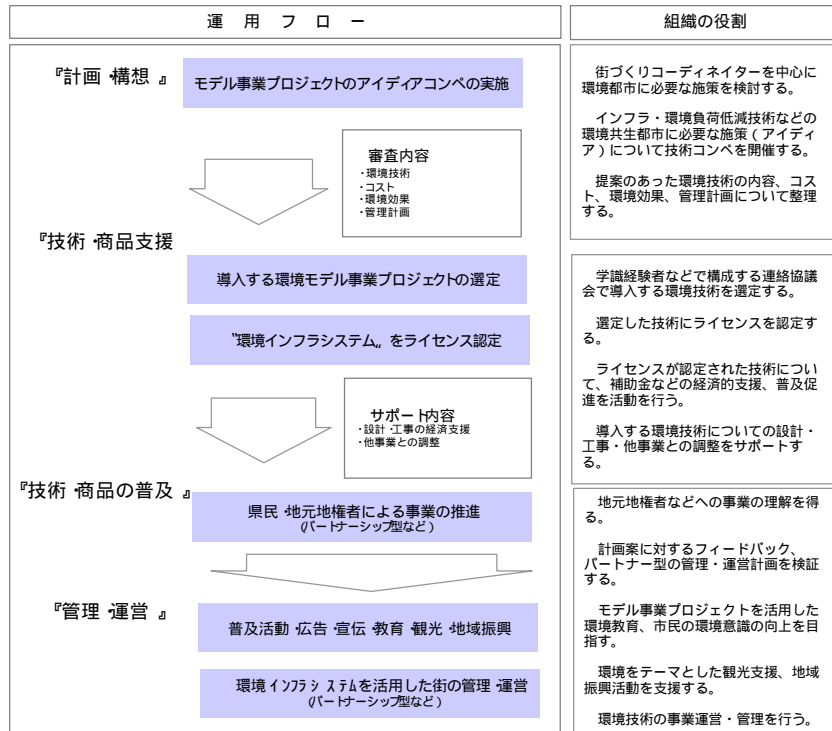 運用フロー
組織の役割
『計画・構想』
モデル事業プロジェクトのアイディアコンペの実施
審査内容
・環境技術
・コスト
・環境効果
・管理計画
『技術・商品支援
導入する環境モデル事業プロジェクトの選定
〝環境インフラシステム〟をライセンス認定
サポート内容
・設計・工事の経済支援
・他事業との調整
『技術・商品の普及』
県民・地元地権者による事業の推進
(パートナーシップ型など)
『管理・運営』
普及活動・広告・宣伝・教育・観光・地域振興
環境インフラシステムを活用した街の管理・運営
(パートナーシップ型など)
街づくりコーディネイターを中心に
環境都市に必要な施策を検討する。
インフラ・環境負荷低減技術などの
環境共生都市に必要な施策(アイディ
ア)について技術コンペを開催する。
提案のあった環境技術の内容、コス
ト、環境効果、管理計画について整理
する。
学識経験者などで構成する連絡協議
会で導入する環境技術を選定する。
選定した技術にライセンスを認定す
る。
ライセンスが認定された技術につい
て、補助金などの経済的支援、普及促
進を活動を行う。
導入する環境技術についての設計・
工事・他事業との調整をサポートす
る。
地元地権者などへの事業の理解を得
る。
計画案に対するフィードバック、
パートナー型の管理・運営計画を検証
する。
モデル事業プロジェクトを活用した
環境教育、市民の環境意識の向上を目
指す。
環境をテーマとした観光支援、地域
振興活動を支援する。
環境技術の事業運営・管理を行う。